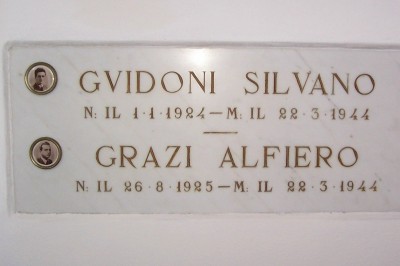 GVIDONI SILVANO
N: IL 1·1·1924 — M: IL 22·3·1944
GRAZI ALFIERO
N: IL 26·8·1925 — M: IL 22·3·1944